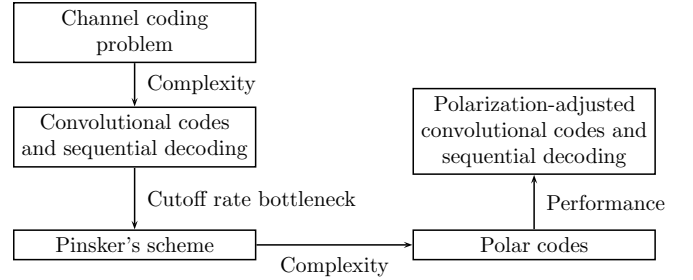 Channel coding
problem
Complexity
Convolutional codes
and sequential decoding
Cutoff rate bottleneck
Pinsker's scheme
Complexity
Polar codes
Performance
Polarization-adjusted
convolutional codes and
sequential decoding